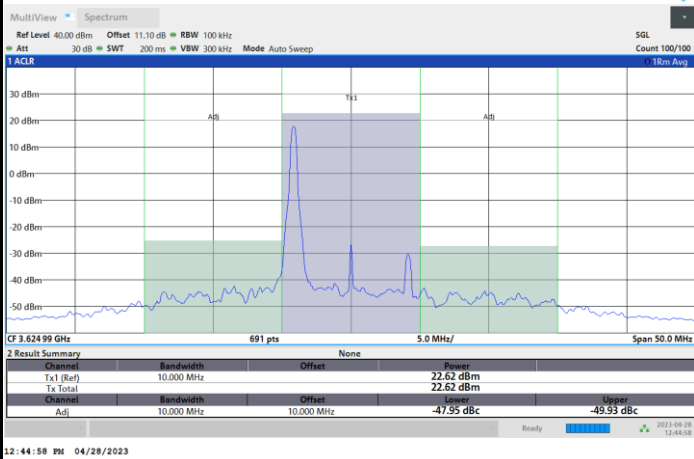 MultiView Spectrum
Ref Level 40.00 dBm Offset 11.10 dB RBW 100 kHz SGL
Att 30 dB SWT 200 ms VBW 300 kHz Mode Auto Sweep Count 100/100
1 ACLR 1Rm Avg
30 dBm
Tx1
20 dBm
Adj Adj
10 dBm
0 dBm
-10 dBm
-20 dBm
-30 dBm
-40 dBm
-50 dBm
CF 3.624 99 GHz 691 pts 5.0 MHz/ Span 50.0 MHz
2 Result Summary None
Channel Bandwidth Offset Power
Tx1 (Ref) 10.000 MHz 22.62 dBm
Tx Total 22.62 dBm
Channel Bandwidth Offset Lower Upper
Adj 10.000 MHz 10.000 MHz -47.95 dBc -49.93 dBc
Ready 2023-04-28
12:44:58
12:44:58 PM 04/28/2023